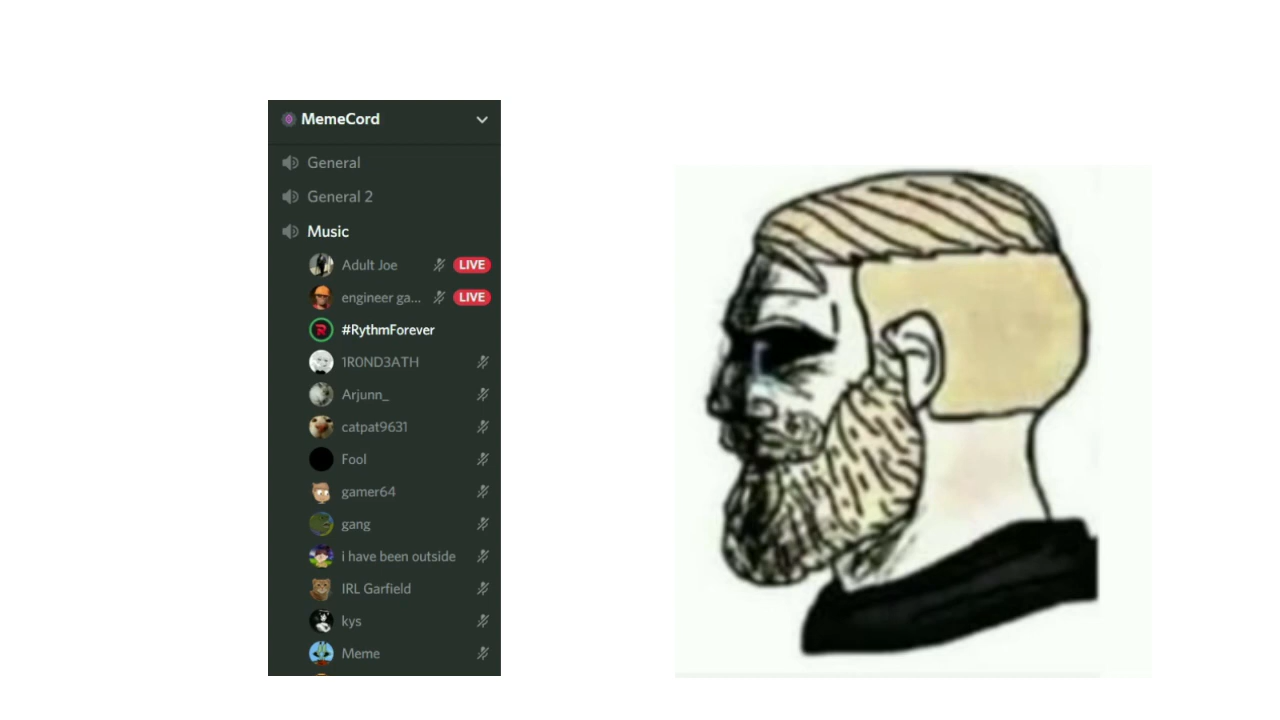 MemeCord
General
General 2
Music
Adult Joe LIVE
engineer ga... LIVE
#RythmForever
1R0ND3ATH
Arjunn_
catpat9631
Fool
gamer64
gang
i have been outside
IRL Garfield
kys
Meme